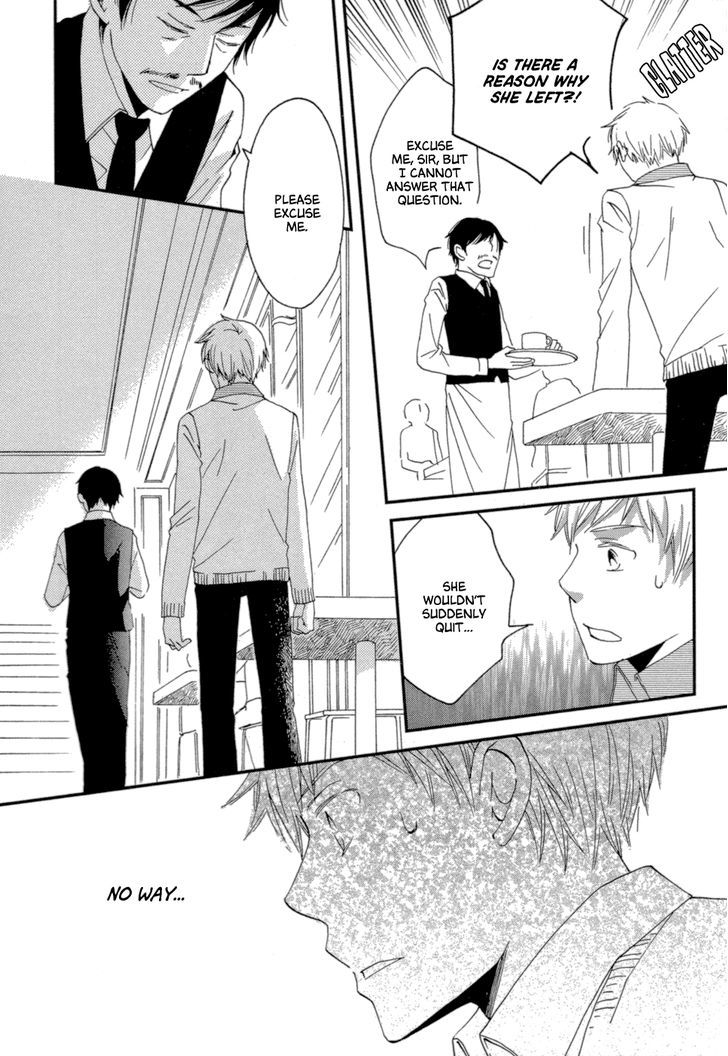 CLATTER
IS THERE A
REASON WHY
SHE LEFT?!
EXCUSE
ME, SIR, BUT
I CANNOT
ANSWER THAT
QUESTION.
SHE
WOULDN'T
SUDDENLY
QUIT...
PLEASE
EXCUSE
ME.
NO WAY...